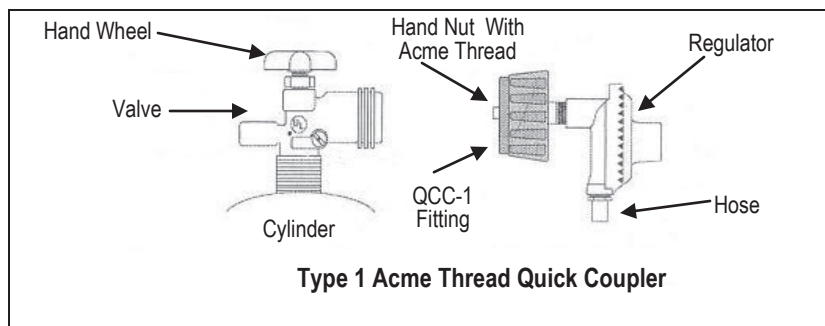 Hand Wheel
Valve
Cylinder
Hand Nut With
Acme Thread
QCC-1
Fitting
Regulator
Hose
Type 1 Acme Thread Quick Coupler